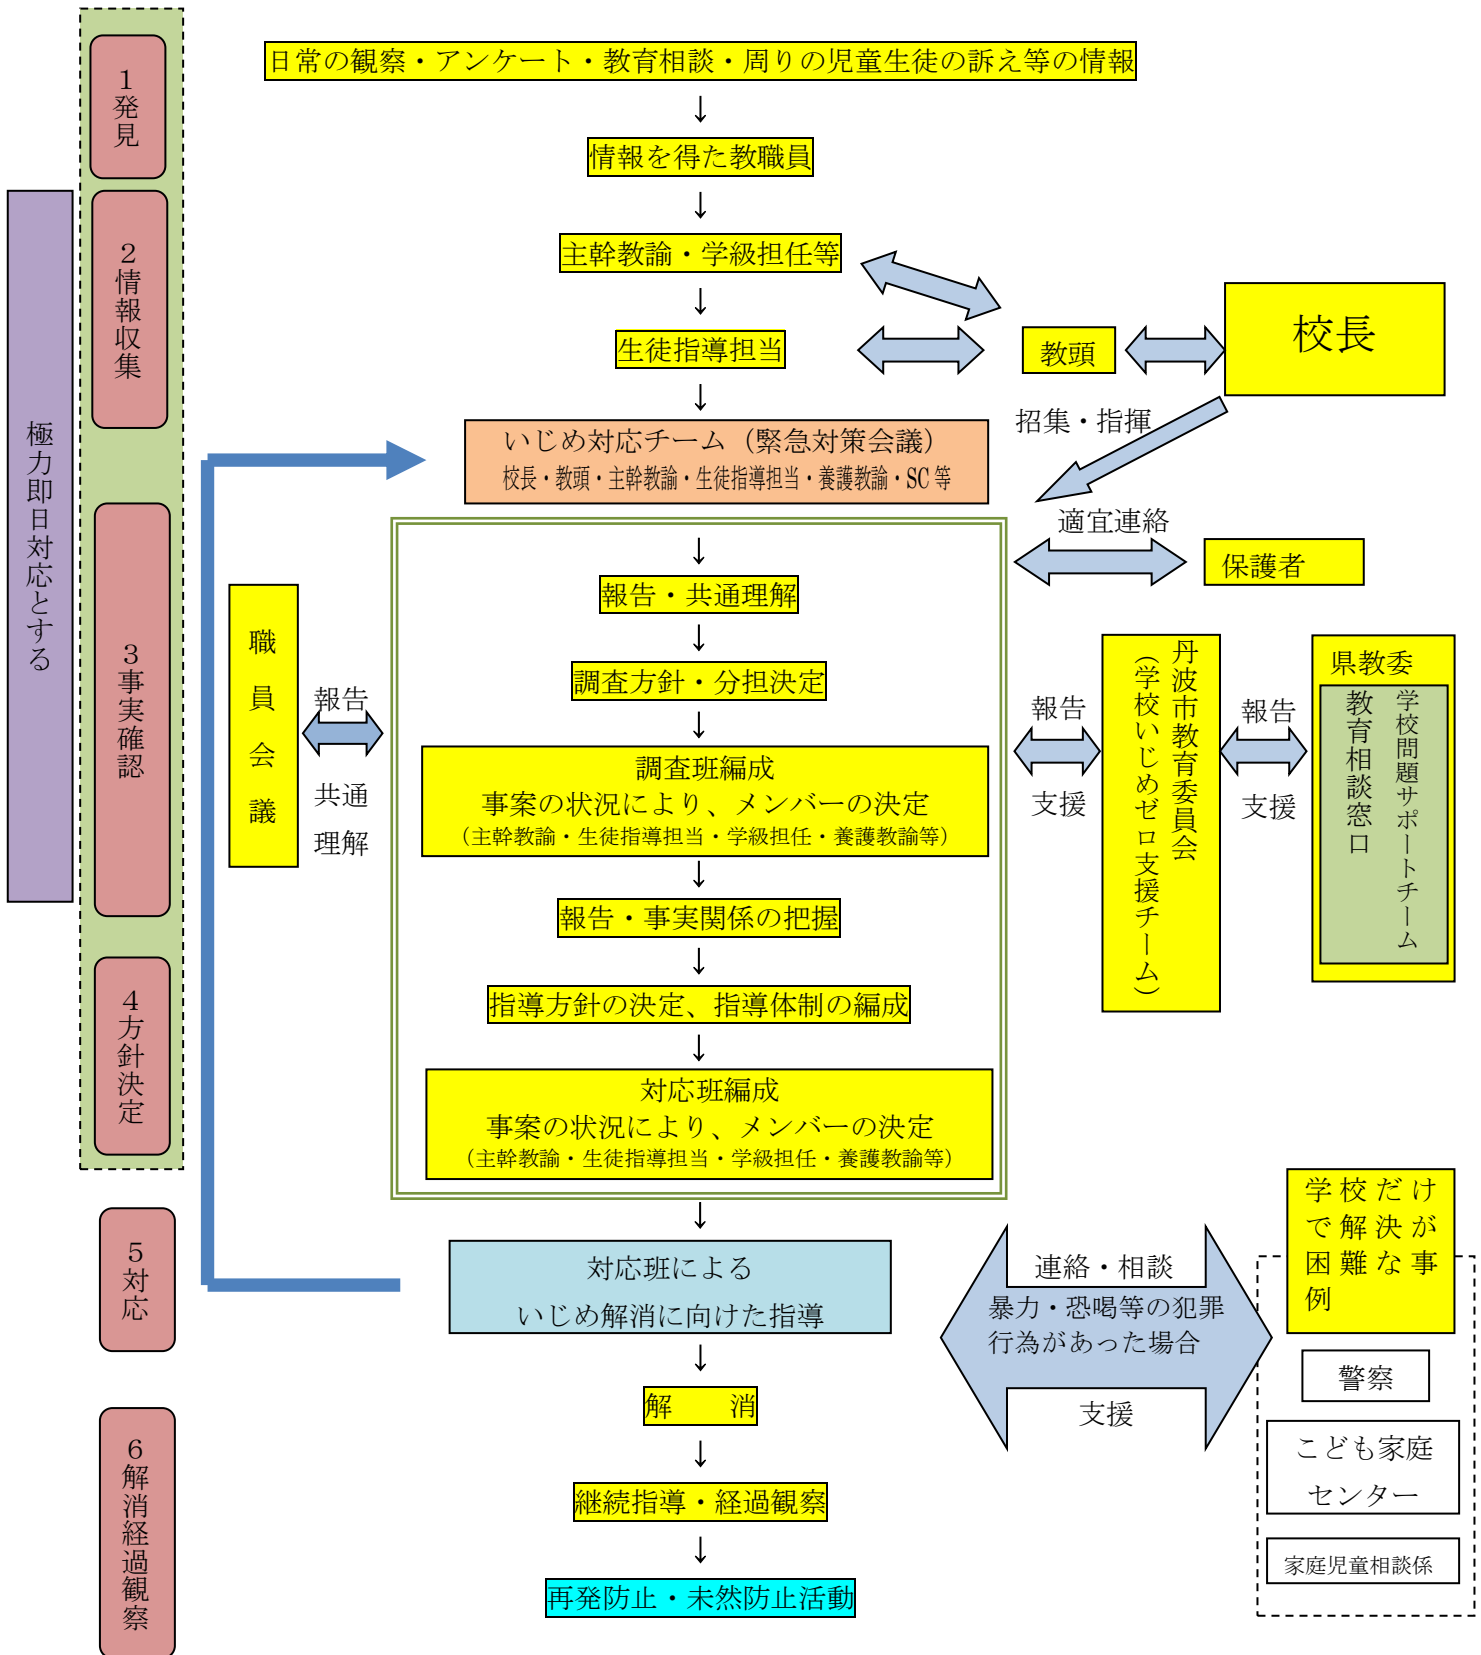 日常の観察・アンケート・教育相談・周りの児童生徒の訴え等の情報
↓
情報を得た教職員
↓
主幹教諭・学級担任等
↓
生徒指導担当
↓
教頭
校長
招集・指揮
いじめ対応チーム（緊急対策会議）
校長・教頭・主幹教諭・生徒指導担当・養護教諭・SC等
適宜連絡
保護者
↓
報告・共通理解
↓
調査方針・分担決定
↓
調査班編成
事案の状況により、メンバーの決定
（主幹教諭・生徒指導担当・学級担任・養護教諭等）
↓
報告・事実関係の把握
↓
指導方針の決定、指導体制の編成
↓
対応班編成
事案の状況により、メンバーの決定
（主幹教諭・生徒指導担当・学級担任・養護教諭等）
↓
対応班による
いじめ解消に向けた指導
↓
解　消
↓
継続指導・経過観察
↓
再発防止・未然防止活動
職員会議
報告
共通
理解
報告
支援
丹波市教育委員会
（学校いじめゼロ支援チーム）
報告
支援
県教委
学校問題サポートチーム
教育相談窓口
連絡・相談
暴力・恐喝等の犯罪
行為があった場合
支援
学校だけ
で解決が
困難な事
例
警察
こども家庭
センター
家庭児童相談係
極力即日対応とする
１発見
２情報収集
３事実確認
４方針決定
５対応
６解消経過観察